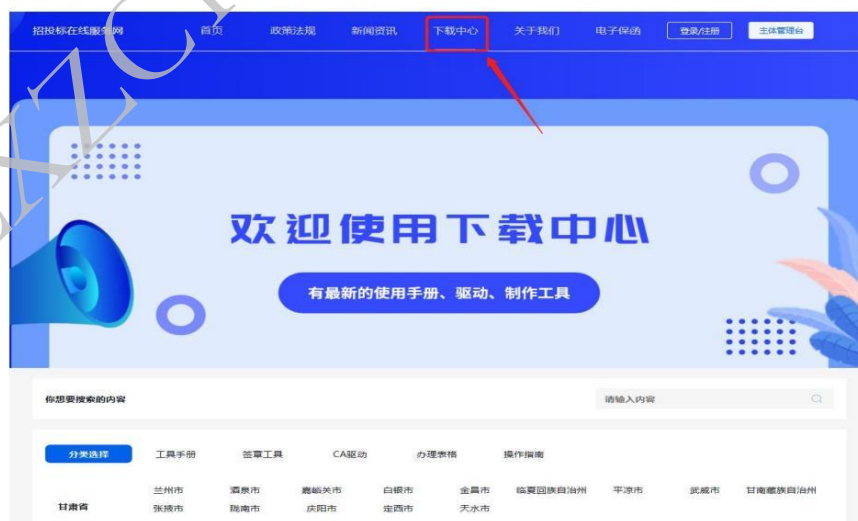 招投标在线服务网 首页 政策法规 新闻资讯 下载中心 关于我们 电子保函 登录/注册 主体管理台
欢迎使用下载中心
有最新的使用手册、驱动、制作工具
你想要搜索的内容 请输入内容
分类选择 工具手册 签章工具 CA驱动 办理表格 操作指南
兰州市 酒泉市 嘉峪关市 白银市 金昌市 临夏回族自治州 平凉市 武威市 甘南藏族自治州
甘肃省 张掖市 陇南市 庆阳市 定西市 天水市